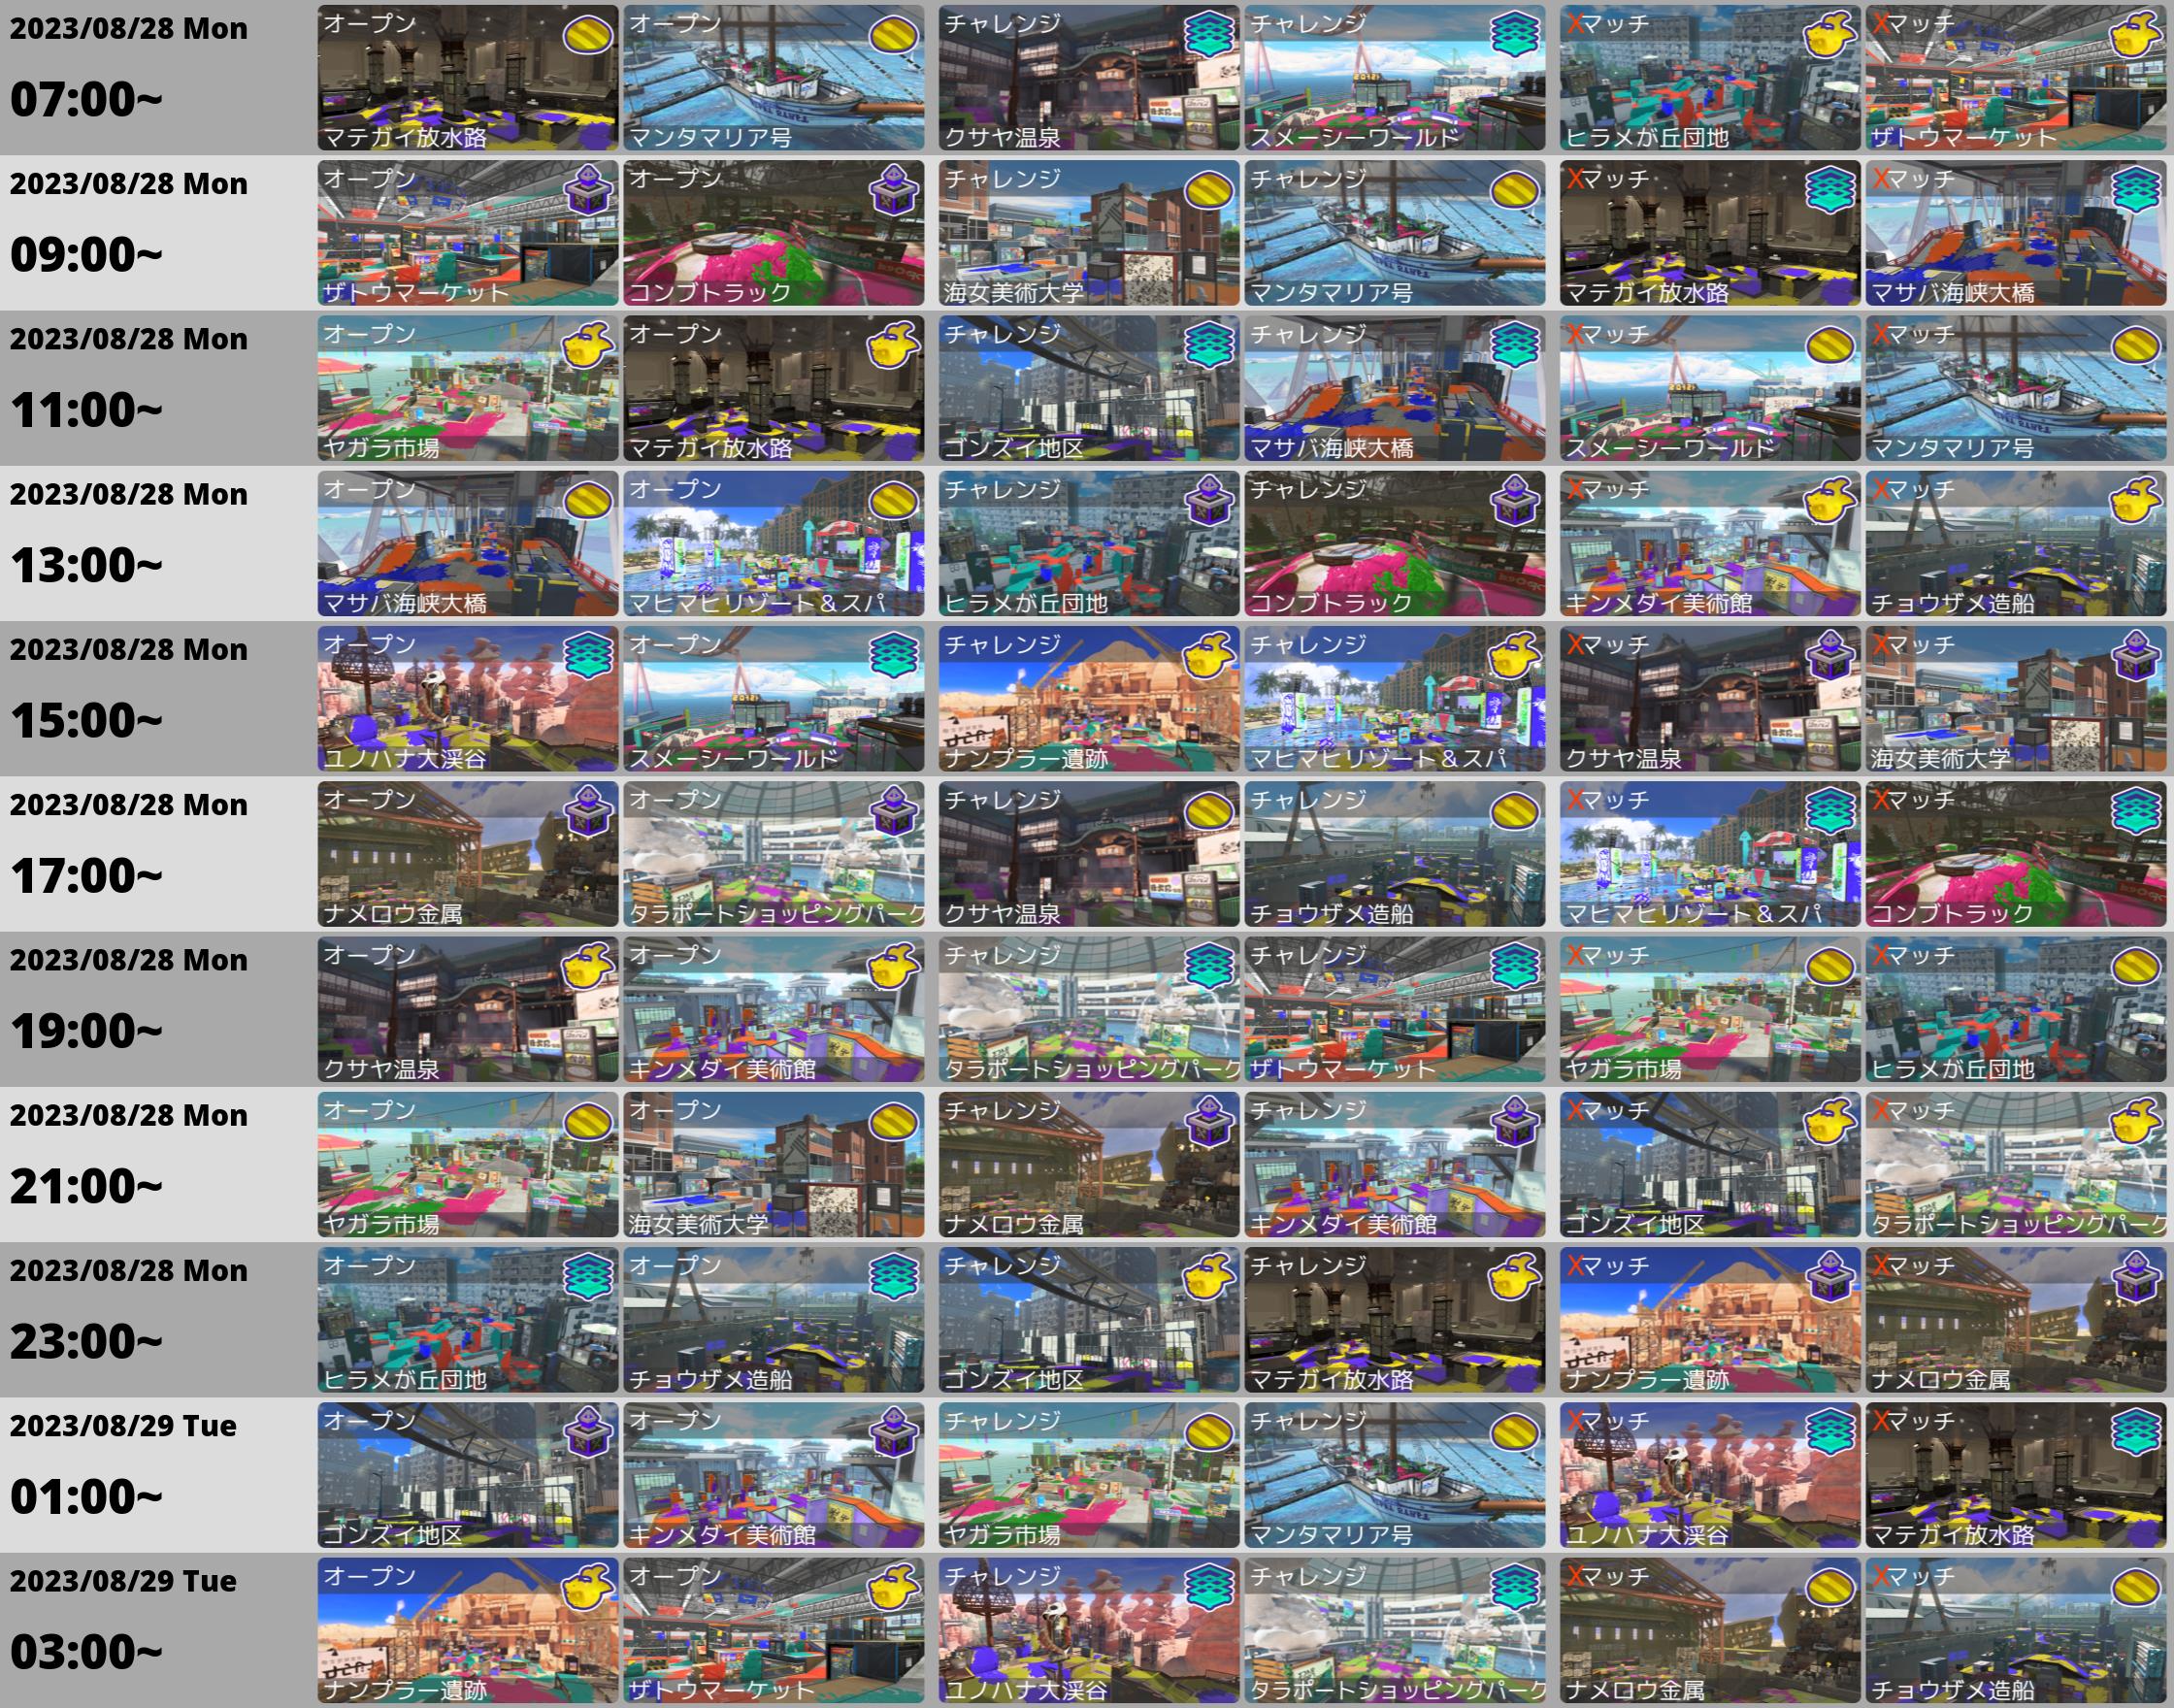 2023/08/28 Mon
07:00~
オープン オープン チャレンジ チャレンジ Xマッチ Xマッチ
マテガイ放水路 マンタマリア号 クサヤ温泉 スメーシーワールド ヒラメが丘団地 ザトウマーケット
2023/08/28 Mon
09:00~
オープン オープン チャレンジ チャレンジ Xマッチ Xマッチ
ザトウマーケット コンブトラック 海女美術大学 マンタマリア号 マテガイ放水路 マサバ海峡大橋
2023/08/28 Mon
11:00~
オープン オープン チャレンジ チャレンジ Xマッチ Xマッチ
ヤガラ市場 マテガイ放水路 ゴンズイ地区 マサバ海峡大橋 スメーシーワールド マンタマリア号
2023/08/28 Mon
13:00~
オープン オープン チャレンジ チャレンジ Xマッチ Xマッチ
マサバ海峡大橋 マヒマヒリゾート&スパ ヒラメが丘団地 コンブトラック キンメダイ美術館 チョウザメ造船
2023/08/28 Mon
15:00~
オープン オープン チャレンジ チャレンジ Xマッチ Xマッチ
ユノハナ大渓谷 スメーシーワールド ナンプラー遺跡 マヒマヒリゾート&スパ クサヤ温泉 海女美術大学
2023/08/28 Mon
17:00~
オープン オープン チャレンジ チャレンジ Xマッチ Xマッチ
ナメロウ金属 タラポートショッピングパーク クサヤ温泉 チョウザメ造船 マヒマヒリゾート&スパ コンブトラック
2023/08/28 Mon
19:00~
オープン オープン チャレンジ チャレンジ Xマッチ Xマッチ
クサヤ温泉 キンメダイ美術館 タラポートショッピングパーク ザトウマーケット ヤガラ市場 ヒラメが丘団地
2023/08/28 Mon
21:00~
オープン オープン チャレンジ チャレンジ Xマッチ Xマッチ
ヤガラ市場 海女美術大学 ナメロウ金属 キンメダイ美術館 ゴンズイ地区 タラポートショッピングパーク
2023/08/28 Mon
23:00~
オープン オープン チャレンジ チャレンジ Xマッチ Xマッチ
ヒラメが丘団地 チョウザメ造船 ゴンズイ地区 マテガイ放水路 ナンプラー遺跡 ナメロウ金属
2023/08/29 Tue
01:00~
オープン オープン チャレンジ チャレンジ Xマッチ Xマッチ
ゴンズイ地区 キンメダイ美術館 ヤガラ市場 マンタマリア号 ユノハナ大渓谷 マテガイ放水路
2023/08/29 Tue
03:00~
オープン オープン チャレンジ チャレンジ Xマッチ Xマッチ
ナンプラー遺跡 ザトウマーケット ユノハナ大渓谷 タラポートショッピングパーク ナメロウ金属 チョウザメ造船